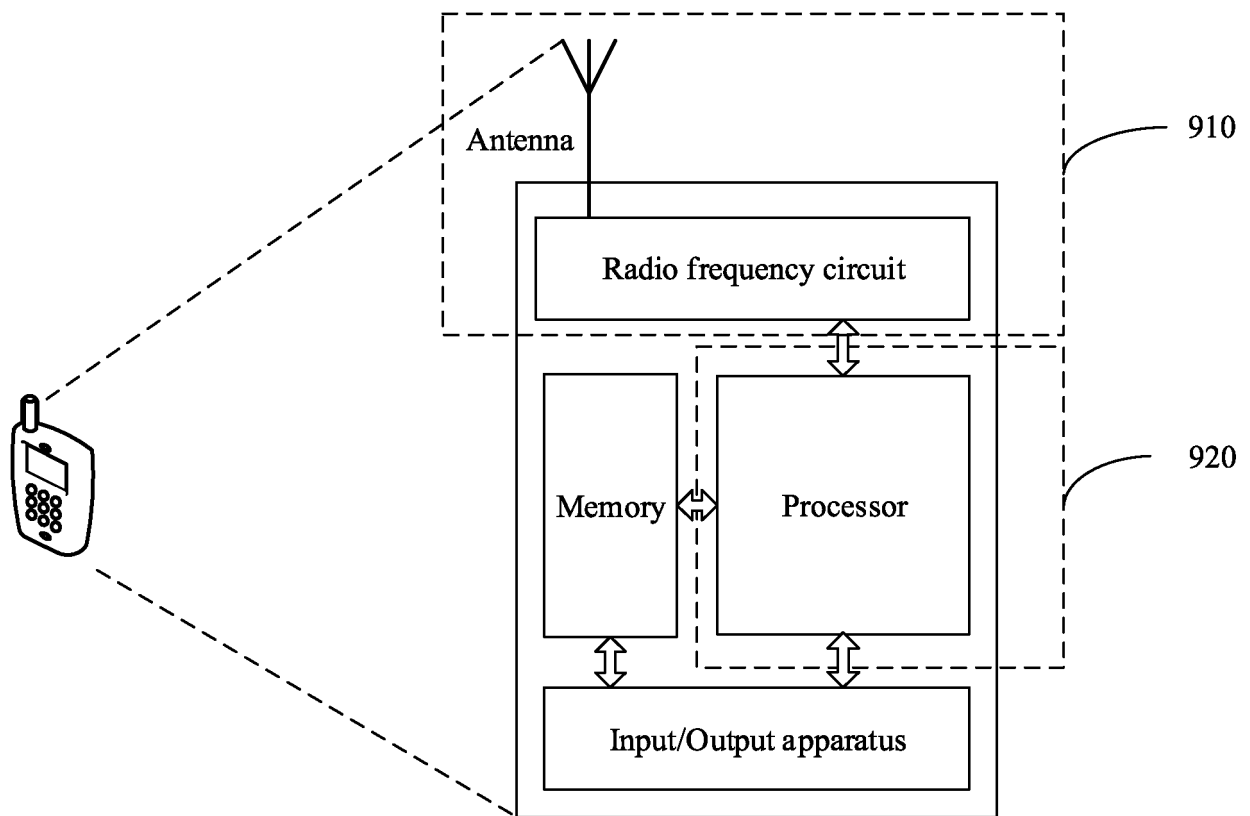 Antenna
910
Radio frequency circuit
Memory
Processor
920
Input/Output apparatus